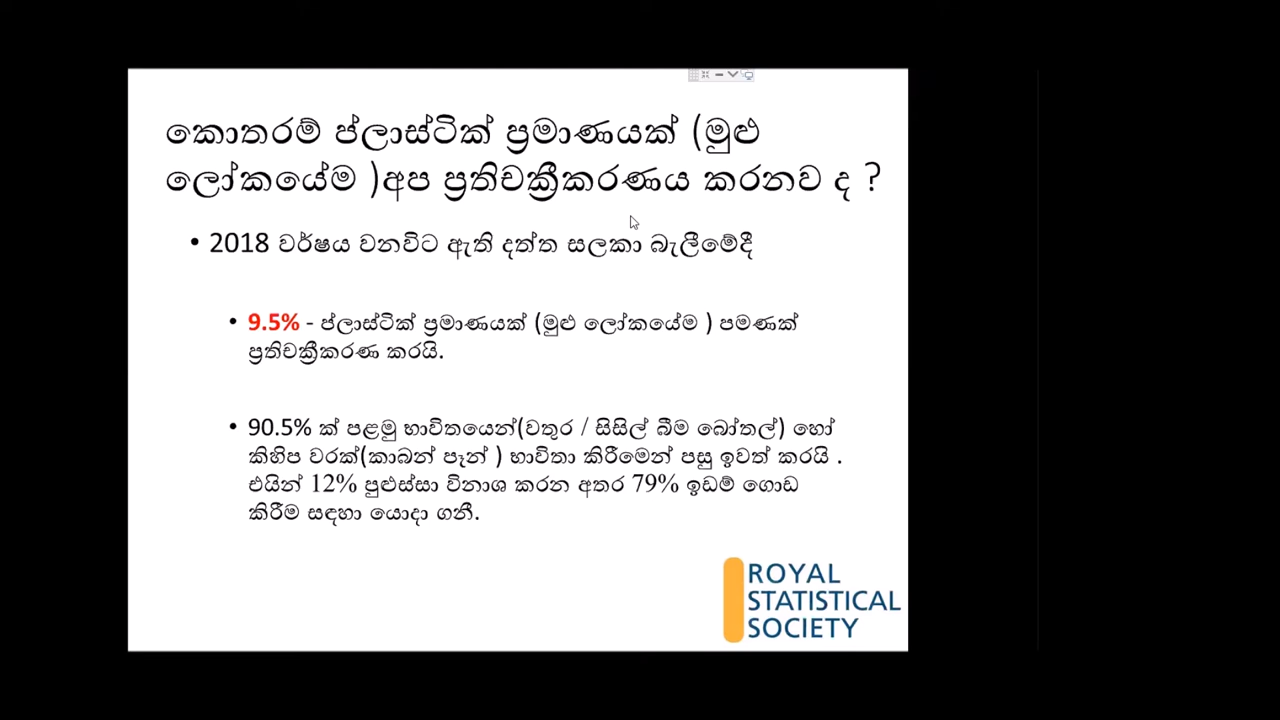 කොතරම් ප්ලාස්ටික් ප්‍රමාණයක් (මුළු
ලෝකයේම )අප ප්‍රතිචක්‍රීකරණය කරනව ද ?
• 2018 වර්ෂය වනවිට ඇති දත්ත සලකා බැලීමේදී
• 9.5% - ප්ලාස්ටික් ප්‍රමාණයක් (මුළු ලෝකයේම ) පමණක්
ප්‍රතිචක්‍රීකරණ කරයි.
• 90.5% ක් පළමු භාවිතයෙන්(වතුර / සිසිල් බීම බෝතල්) හෝ
කිහිප වරක්(කාබන් පෑන් ) භාවිතා කිරීමෙන් පසු ඉවත් කරයි .
එයින් 12% පුළුස්සා විනාශ කරන අතර 79% ඉඩම් ගොඩ
කිරීම සඳහා යොදා ගනී.
ROYAL
STATISTICAL
SOCIETY